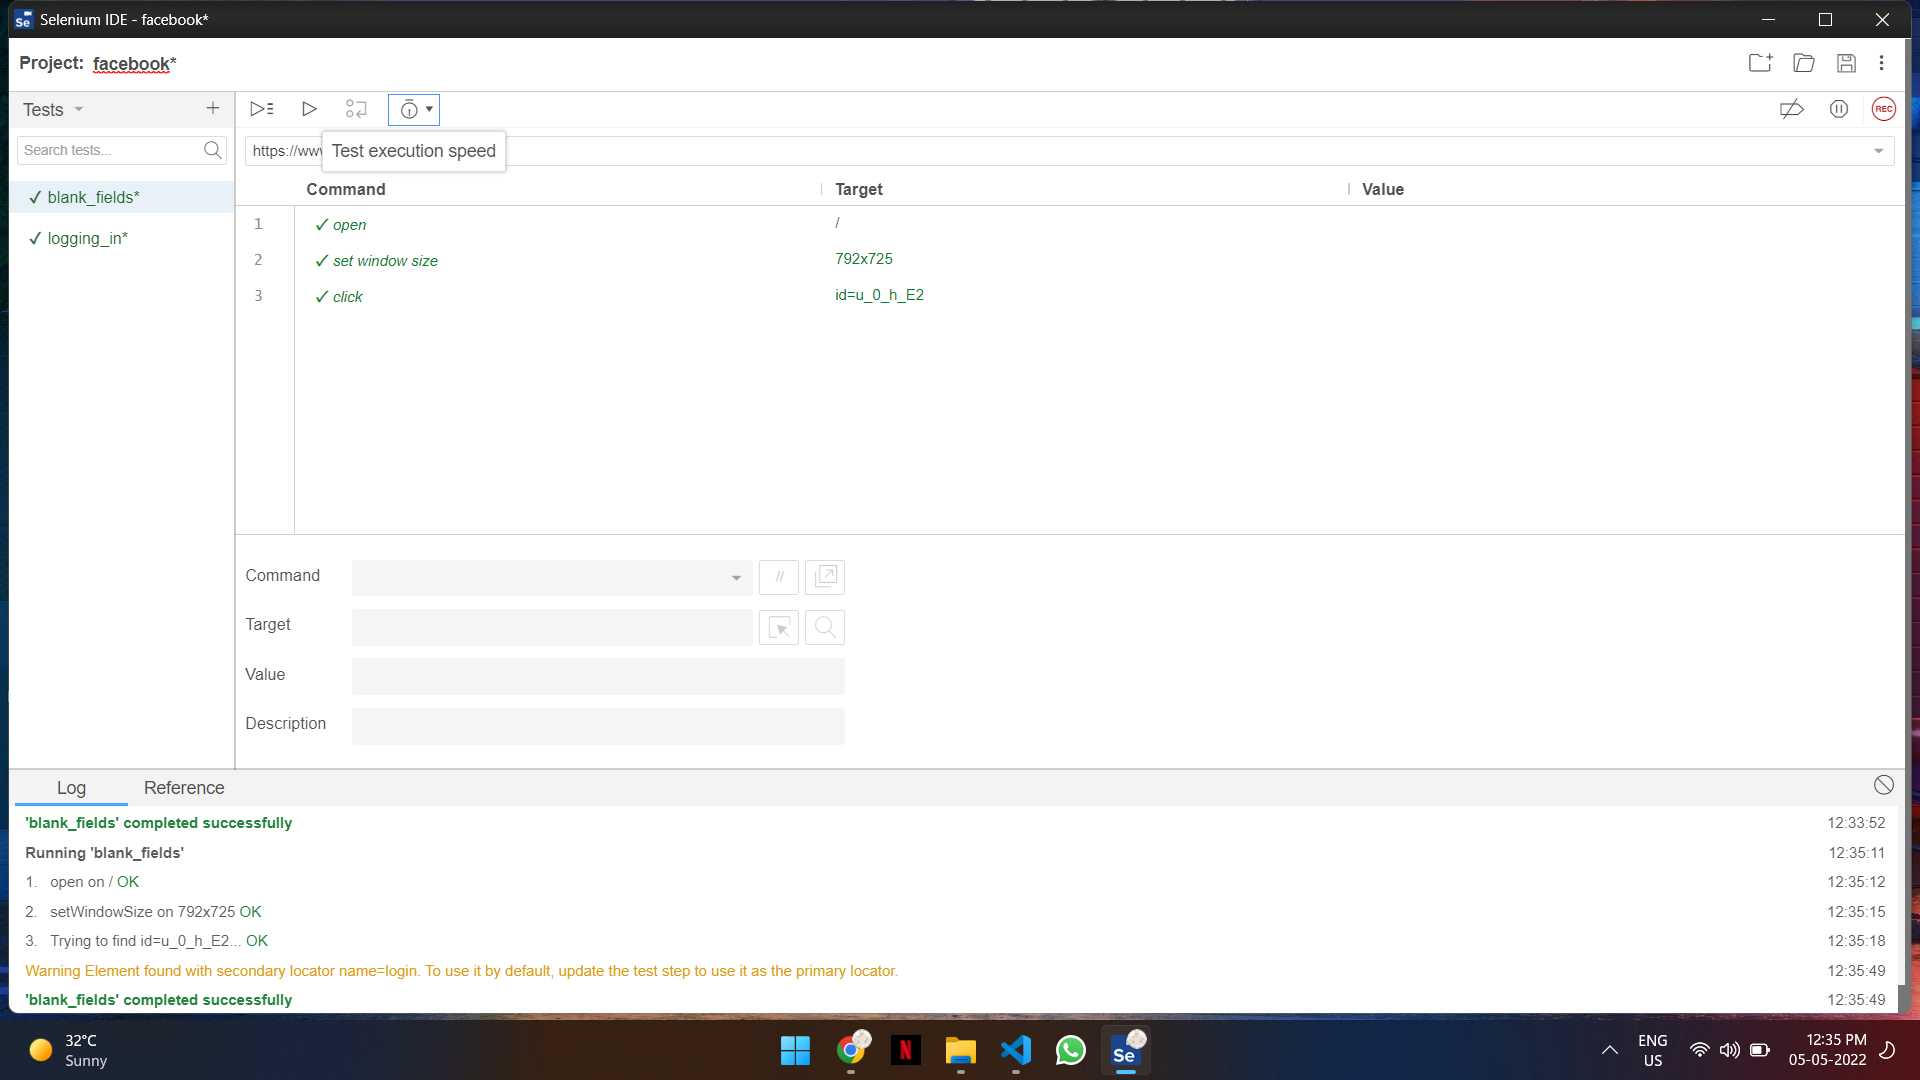 Se Selenium IDE - facebook*
Project: facebook*
Tests
REC
Search tests...
https://www
Test execution speed
✓ blank_fields*
✓ logging_in*
Command Target Value
1 ✓ open /
2 ✓ set window size 792x725
3 ✓ click id=u_0_h_E2
Command //
Target
Value
Description
Log Reference
'blank_fields' completed successfully 12:33:52
Running 'blank_fields' 12:35:11
1. open on / OK 12:35:12
2. setWindowSize on 792x725 OK 12:35:15
3. Trying to find id=u_0_h_E2... OK 12:35:18
Warning Element found with secondary locator name=login. To use it by default, update the test step to use it as the primary locator. 12:35:49
'blank_fields' completed successfully 12:35:49
32°C
Sunny
N
Se
ENG
US
12:35 PM
05-05-2022